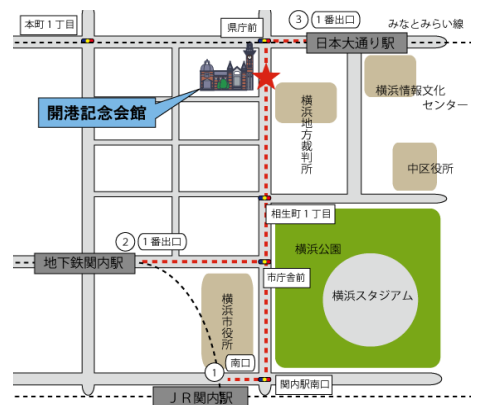 本町1丁目
県庁前
③
1番出口
みなとみらい線
日本大通り駅
開港記念会館
横浜地方裁判所
横浜情報文化
センター
中区役所
相生町1丁目
②
1番出口
地下鉄関内駅
市庁舎前
横浜公園
横浜スタジアム
横浜市役所
①
南口
関内駅南口
JR関内駅